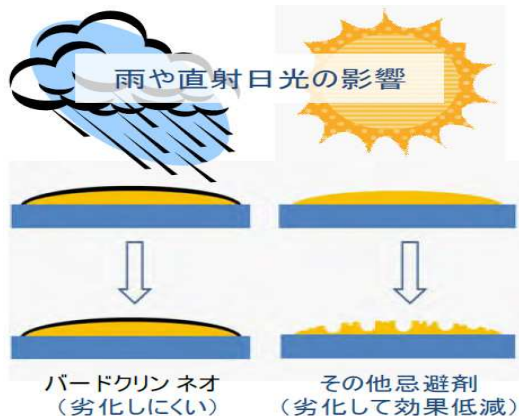 雨や直射日光の影響
バードクリン ネオ
（劣化しにくい）
その他忌避剤
（劣化して効果低減）